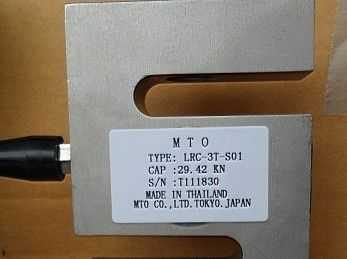 M T O
TYPE: LRC-3T-S01
CAP :29.42 KN
S/N :T111830
MADE IN THAILAND
MTO CO.,LTD.TOKYO.JAPAN